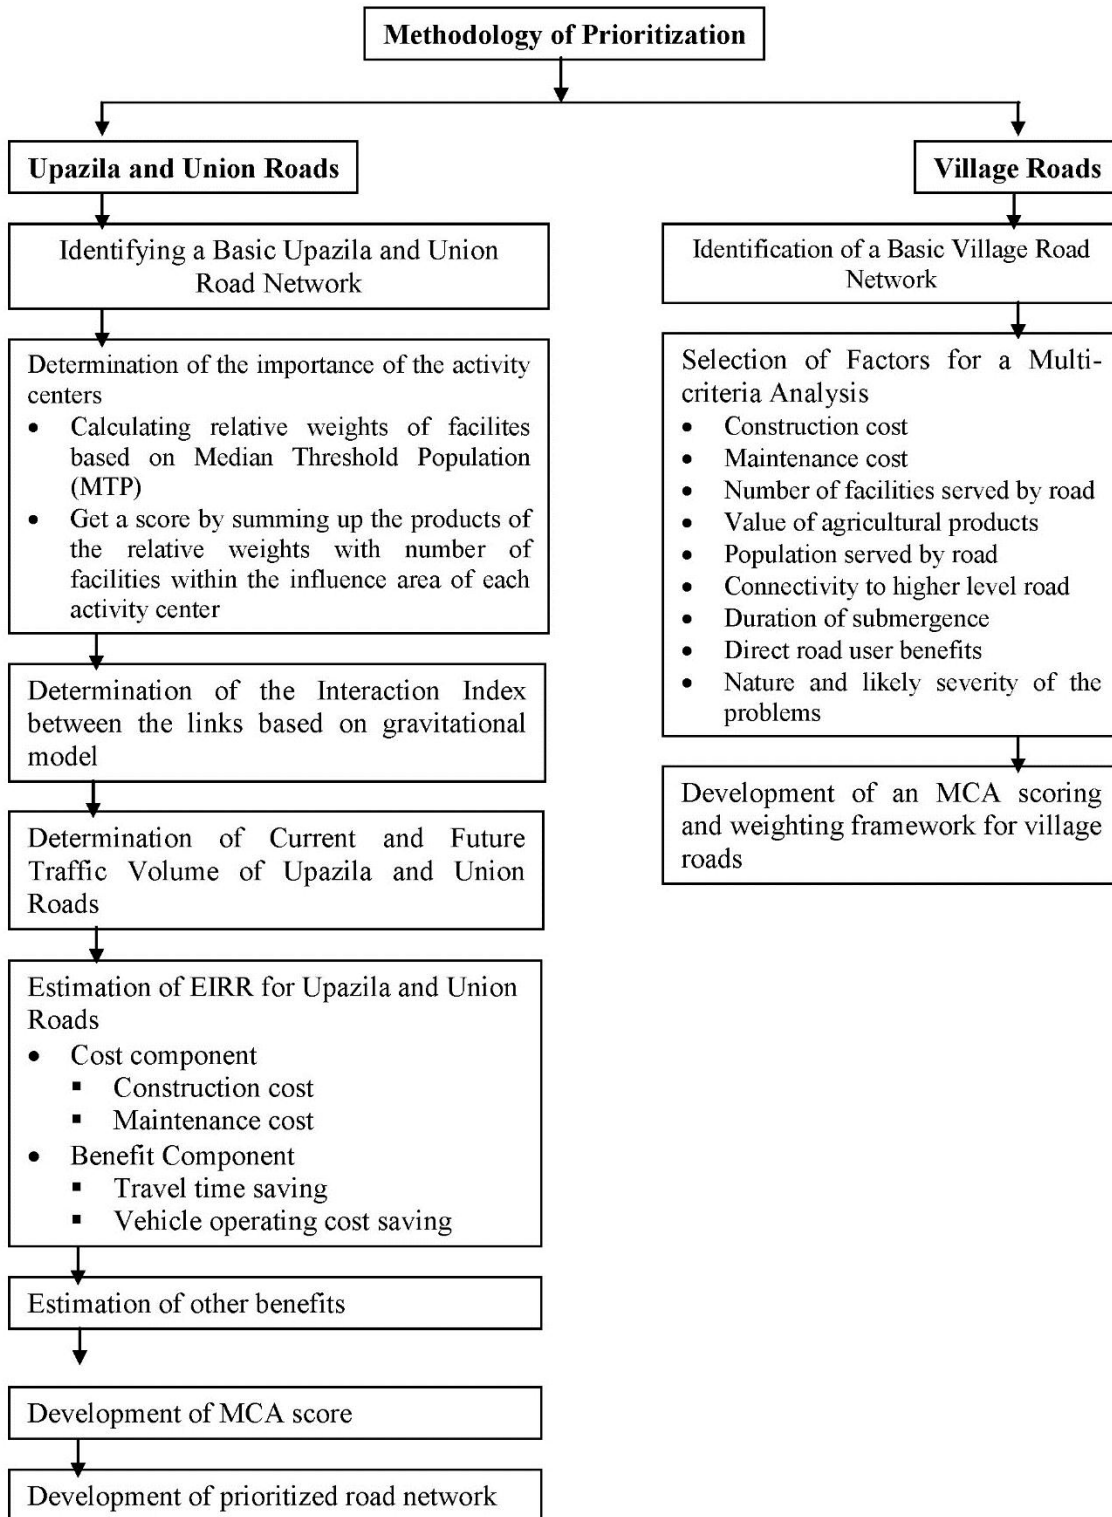 Methodology of Prioritization
Upazila and Union Roads
Identifying a Basic Upazila and Union
Road Network
Determination of the importance of the activity
centers
• Calculating relative weights of facilites
based on Median Threshold Population
(MTP)
• Get a score by summing up the products of
the relative weights with number of
facilities within the influence area of each
activity center
Determination of the Interaction Index
between the links based on gravitational
model
Determination of Current and Future
Traffic Volume of Upazila and Union
Roads
Estimation of EIRR for Upazila and Union
Roads
• Cost component
▪ Construction cost
▪ Maintenance cost
• Benefit Component
▪ Travel time saving
▪ Vehicle operating cost saving
Estimation of other benefits
Development of MCA score
Development of prioritized road network
Village Roads
Identification of a Basic Village Road
Network
Selection of Factors for a Multi-
criteria Analysis
• Construction cost
• Maintenance cost
• Number of facilities served by road
• Value of agricultural products
• Population served by road
• Connectivity to higher level road
• Duration of submergence
• Direct road user benefits
• Nature and likely severity of the
problems
Development of an MCA scoring
and weighting framework for village
roads